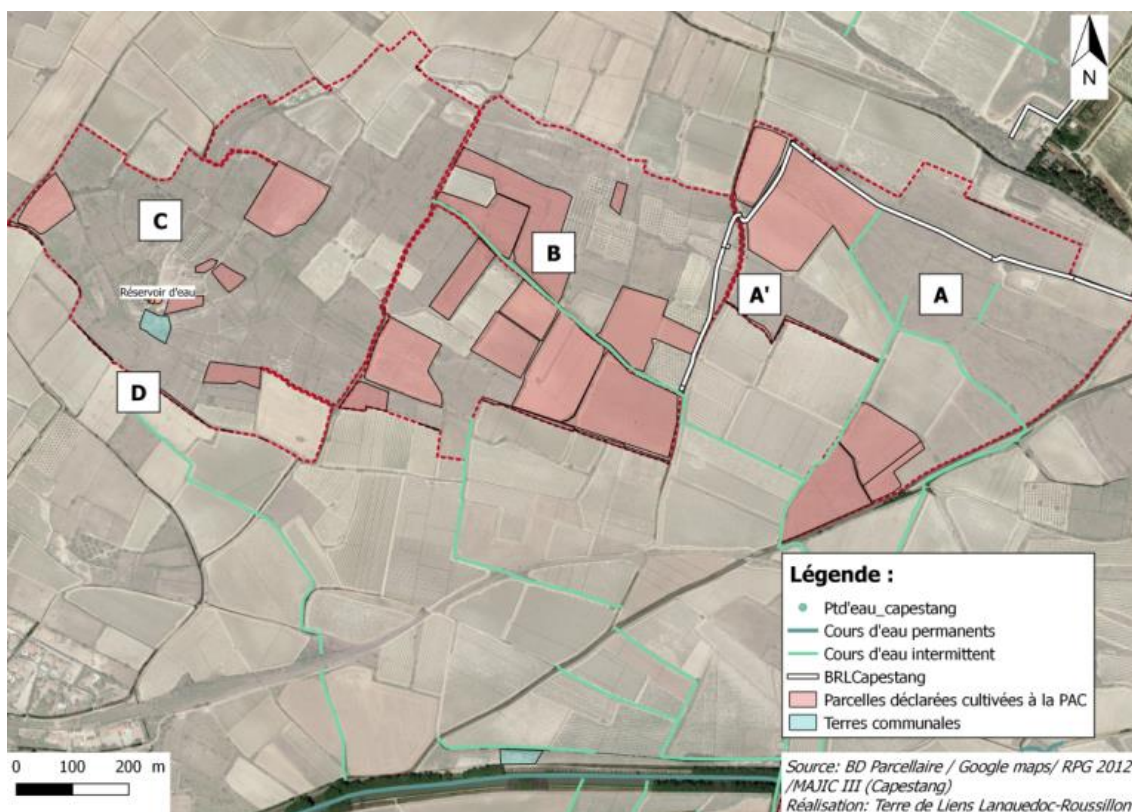 N
C
B
A'
A
Réservoir d'eau
D
Légende :
Ptd'eau_capestang
Cours d'eau permanents
Cours d'eau intermittent
BRLCapestang
Parcelles déclarées cultivées à la PAC
Terres communales
0 100 200 m
Source: BD Parcellaire / Google maps/ RPG 2012
/MAJIC III (Capestang)
Réalisation: Terre de Liens Languedoc-Roussillon